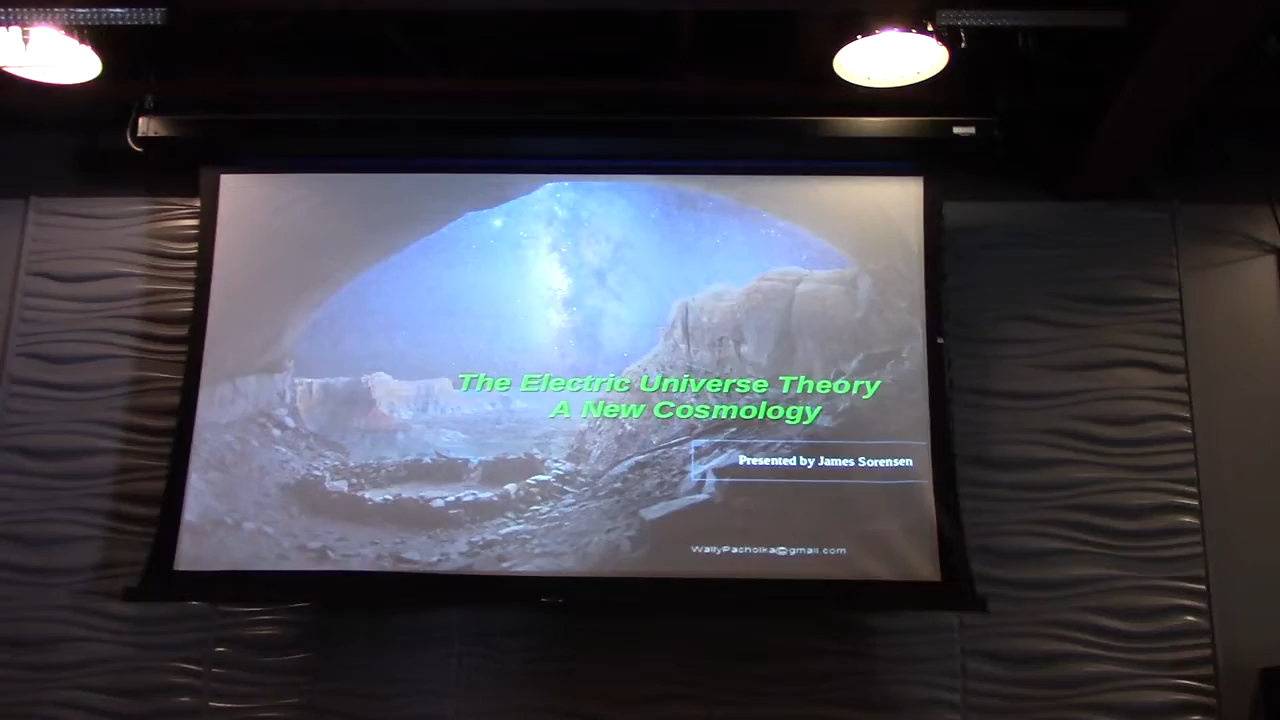 The Electric Universe Theory
A New Cosmology
Presented by James Sorensen
WallyPacholka@gmail.com